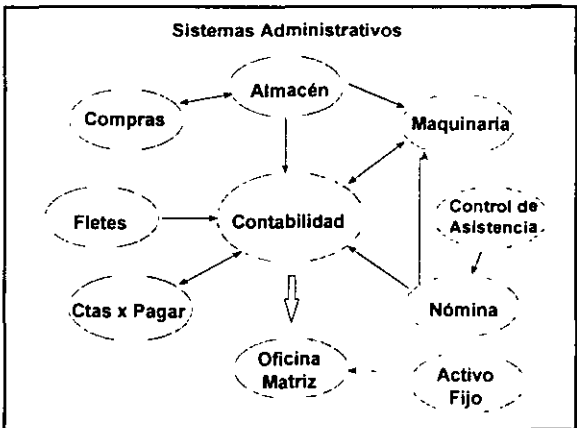 Sistemas Administrativos
Almacén
Compras
Maquinaria
Control de
Asistencia
Fletes
Contabilidad
Ctas x Pagar
Nómina
Oficina
Matriz
Activo
Fijo